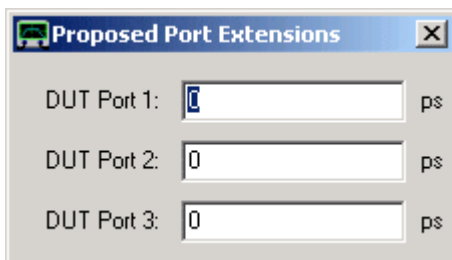 Proposed Port Extensions
DUT Port 1: 0 ps
DUT Port 2: 0 ps
DUT Port 3: 0 ps